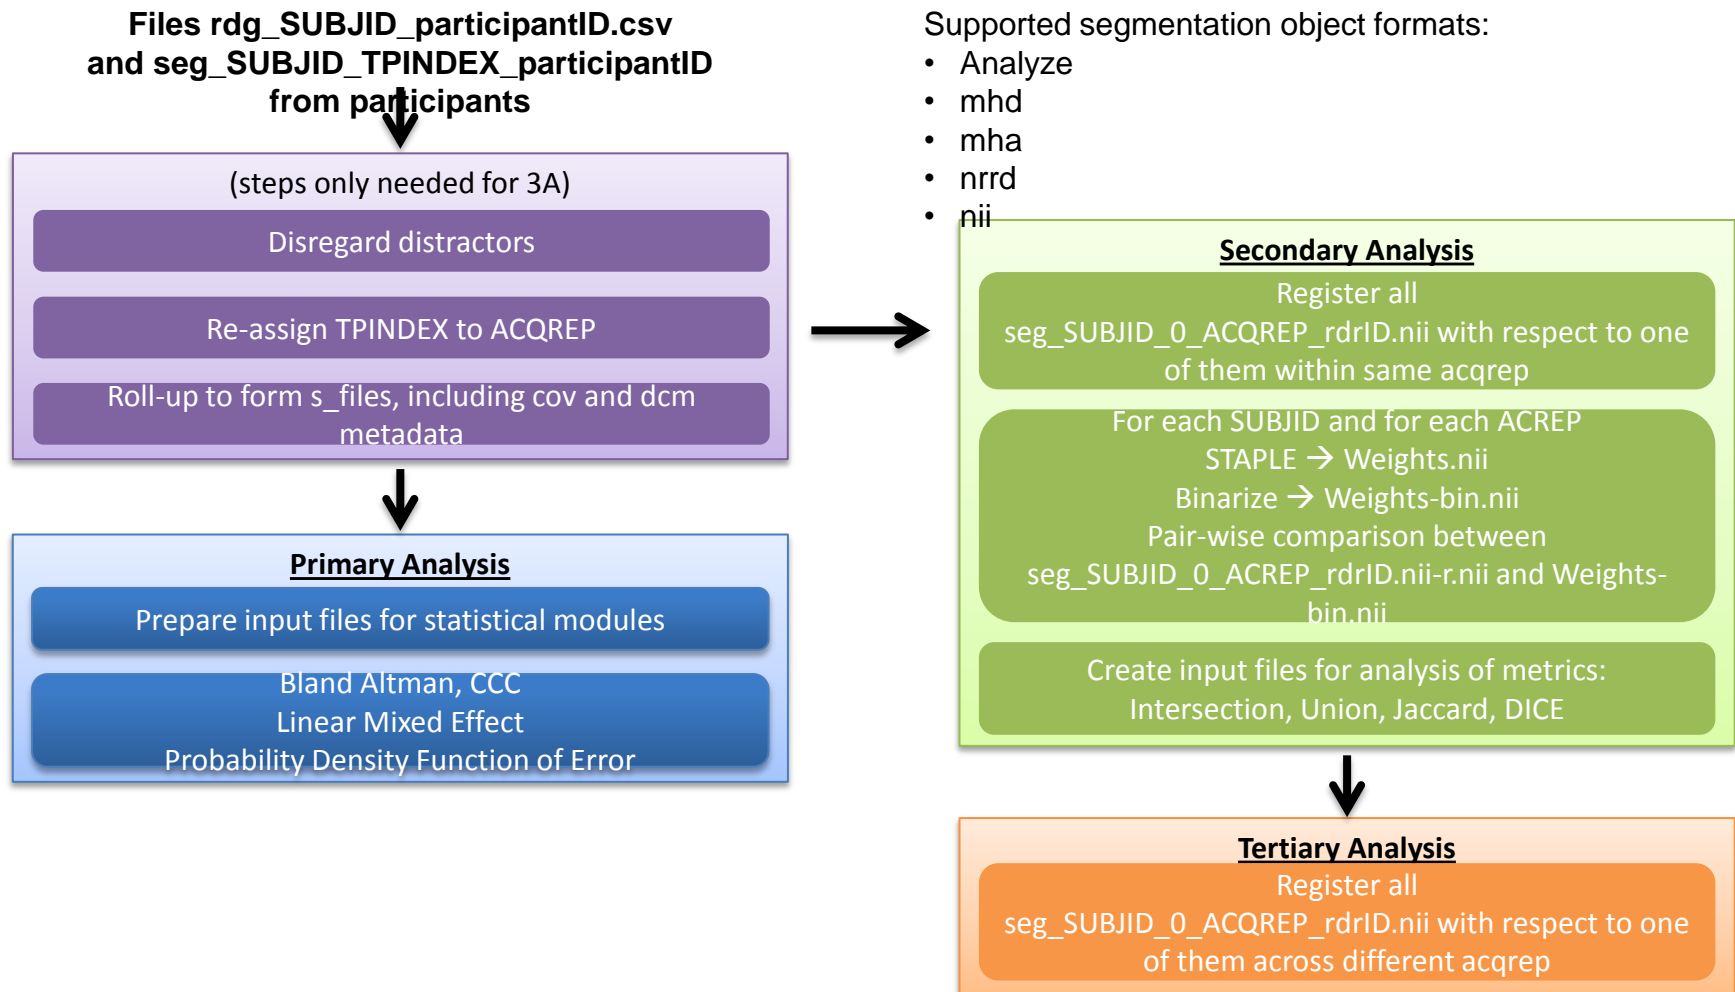 Files rdg_SUBJID_participantID.csv
and seg_SUBJID_TPINDEX_participantID
from participants
(steps only needed for 3A)
Disregard distractors
Re-assign TPINDEX to ACQREP
Roll-up to form s_files, including cov and dcm
metadata
Primary Analysis
Prepare input files for statistical modules
Bland Altman, CCC
Linear Mixed Effect
Probability Density Function of Error
Supported segmentation object formats:
• Analyze
• mhd
• mha
• nrrd
• nii
Secondary Analysis
Register all
seg_SUBJID_0_ACQREP_rdrID.nii with respect to one
of them within same acqrep
For each SUBJID and for each ACREP
STAPLE → Weights.nii
Binarize → Weights-bin.nii
Pair-wise comparison between
seg_SUBJID_0_ACREP_rdrID.nii-r.nii and Weights-
bin.nii
Create input files for analysis of metrics:
Intersection, Union, Jaccard, DICE
Tertiary Analysis
Register all
seg_SUBJID_0_ACQREP_rdrID.nii with respect to one
of them across different acqrep